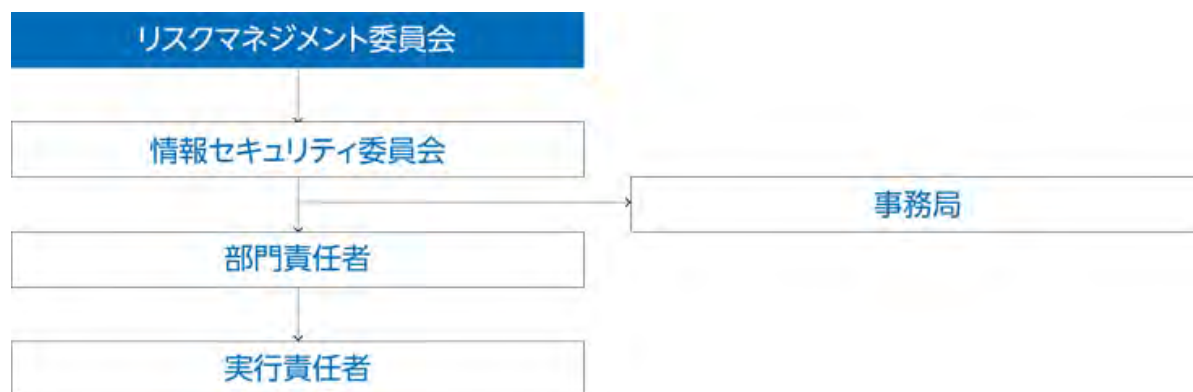 リスクマネジメント委員会
情報セキュリティ委員会
事務局
部門責任者
実行責任者